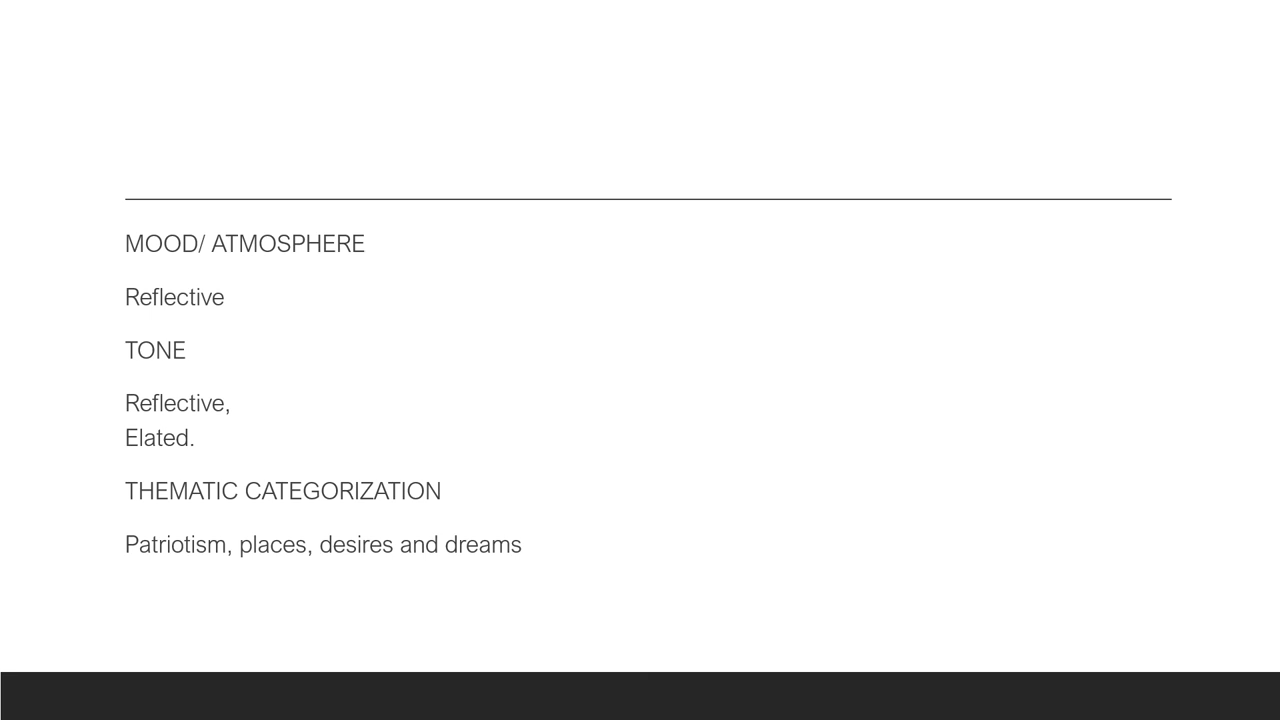 MOOD/ ATMOSPHERE
Reflective
TONE
Reflective,
Elated.
THEMATIC CATEGORIZATION
Patriotism, places, desires and dreams